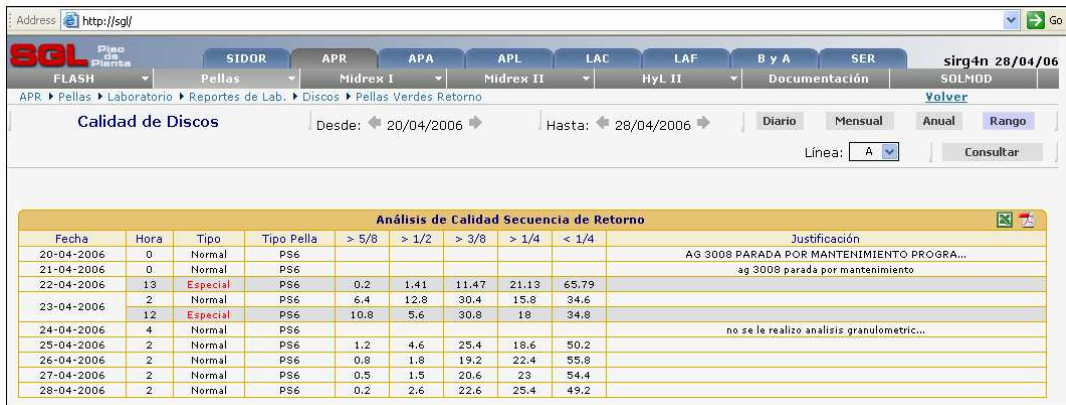 Address http://sgl/ Go
SGL Piso de Planta SIDOR APR APA APL LAC LAF B y A SER sirg4n 28/04/06
FLASH Pellas Midrex I Midrex II HyL II Documentación SOLMOD
APR Pellas Laboratorio Reportes de Lab. Discos Pellas Verdes Retorno Volver
Calidad de Discos Desde: 20/04/2006 Hasta: 28/04/2006 Diario Mensual Anual Rango
Línea: A Consultar
Análisis de Calidad Secuencia de Retorno
Fecha Hora Tipo Tipo Pella > 5/8 > 1/2 > 3/8 > 1/4 < 1/4 Justificación
20-04-2006 0 Normal PS6 AG 3008 PARADA POR MANTENIMIENTO PROGRA...
21-04-2006 0 Normal PS6 ag 3008 parada por mantenimiento
22-04-2006 13 Especial PS6 0.2 1.41 11.47 21.13 65.79
23-04-2006 2 Normal PS6 6.4 12.8 30.4 15.8 34.6
12 Especial PS6 10.8 5.6 30.8 18 34.8
24-04-2006 4 Normal PS6 no se le realizo analisis granulometric...
25-04-2006 2 Normal PS6 1.2 4.6 25.4 18.6 50.2
26-04-2006 2 Normal PS6 0.8 1.8 19.2 22.4 55.8
27-04-2006 2 Normal PS6 0.5 1.5 20.6 23 54.4
28-04-2006 2 Normal PS6 0.2 2.6 22.6 25.4 49.2